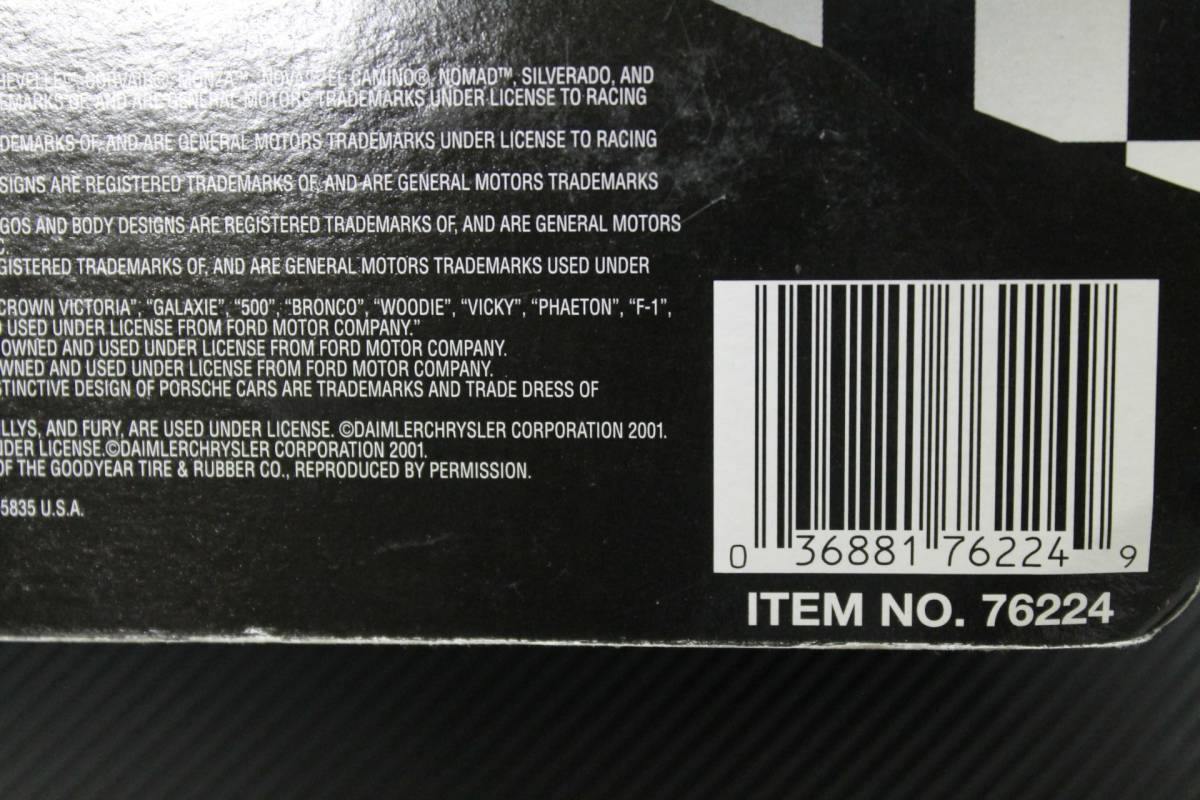 HEVELLE®, CORVAIR®, MONZA™, NOVA®, EL CAMINO®, NOMAD™, SILVERADO, AND
EMARKS OF, AND ARE GENERAL MOTORS TRADEMARKS UNDER LICENSE TO RACING
DEMARKS OF, AND ARE GENERAL MOTORS TRADEMARKS UNDER LICENSE TO RACING
SIGNS ARE REGISTERED TRADEMARKS OF, AND ARE GENERAL MOTORS TRADEMARKS
GOS AND BODY DESIGNS ARE REGISTERED TRADEMARKS OF, AND ARE GENERAL MOTORS
C.
GISTERED TRADEMARKS OF, AND ARE GENERAL MOTORS TRADEMARKS USED UNDER
CROWN VICTORIA", "GALAXIE", "500", "BRONCO", "WOODIE", "VICKY", "PHAETON", "F-1",
D USED UNDER LICENSE FROM FORD MOTOR COMPANY."
OWNED AND USED UNDER LICENSE FROM FORD MOTOR COMPANY.
WNED AND USED UNDER LICENSE FROM FORD MOTOR COMPANY.
STINCTIVE DESIGN OF PORSCHE CARS ARE TRADEMARKS AND TRADE DRESS OF
LLYS, AND FURY, ARE USED UNDER LICENSE. ©DAIMLERCHRYSLER CORPORATION 2001.
NDER LICENSE.©DAIMLERCHRYSLER CORPORATION 2001.
OF THE GOODYEAR TIRE & RUBBER CO., REPRODUCED BY PERMISSION.
5835 U.S.A.
0 36881 76224 9
ITEM NO. 76224